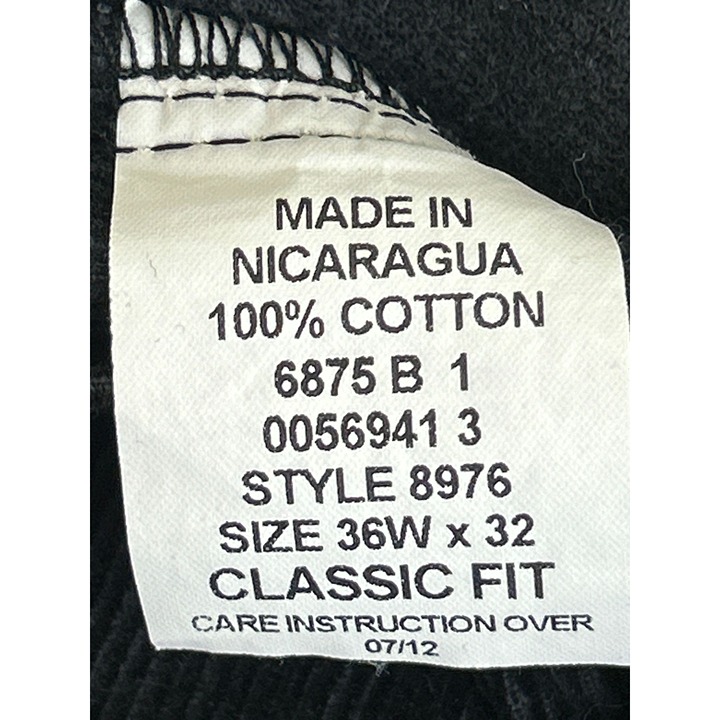 MADE IN
NICARAGUA
100% COTTON
6875 B 1
0056941 3
STYLE 8976
SIZE 36W x 32
CLASSIC FIT
CARE INSTRUCTION OVER
07/12